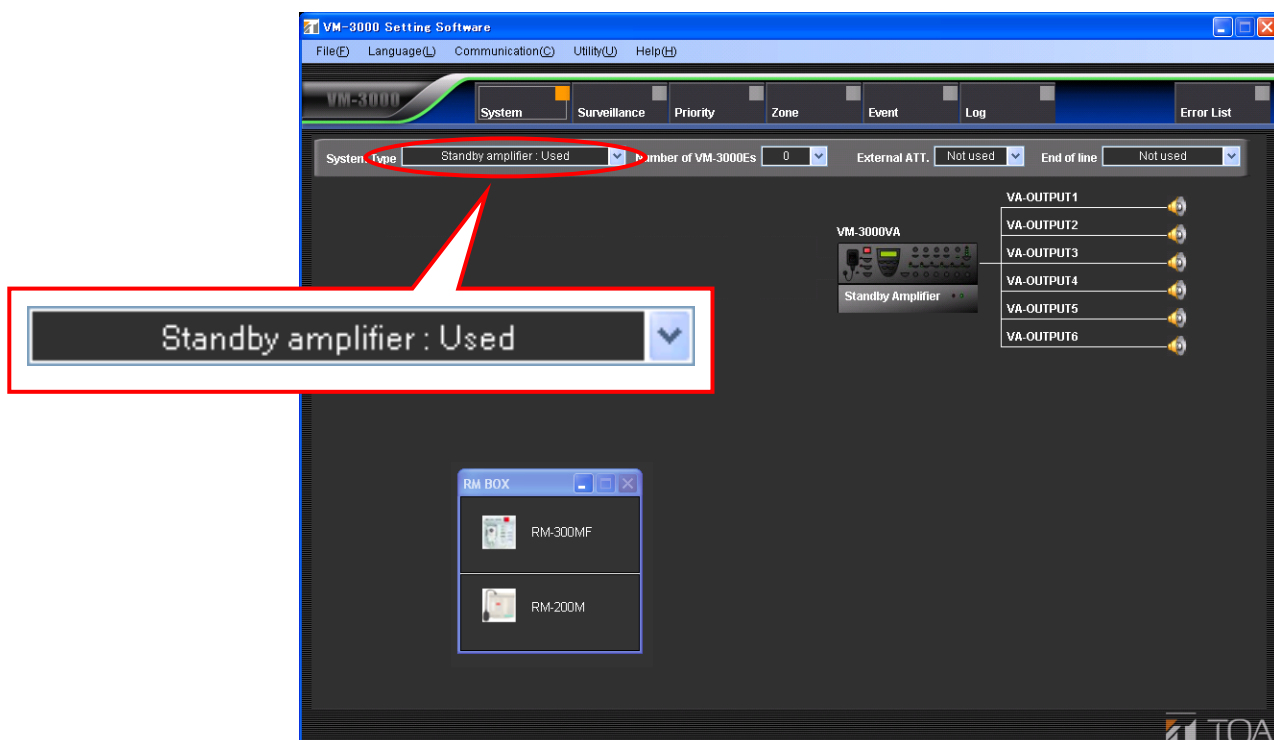 VM-3000 Setting Software
File(F) Language(L) Communication(C) Utility(U) Help(H)
VM-3000 System Surveillance Priority Zone Event Log Error List
System Type Standby amplifier : Used Number of VM-3000Es 0 External ATT. Not used End of line Not used
VA-OUTPUT1
VA-OUTPUT2
VM-3000VA
VA-OUTPUT3
VA-OUTPUT4
Standby Amplifier
VA-OUTPUT5
VA-OUTPUT6
Standby amplifier : Used
RM BOX
RM-300MF
RM-200M
TOA